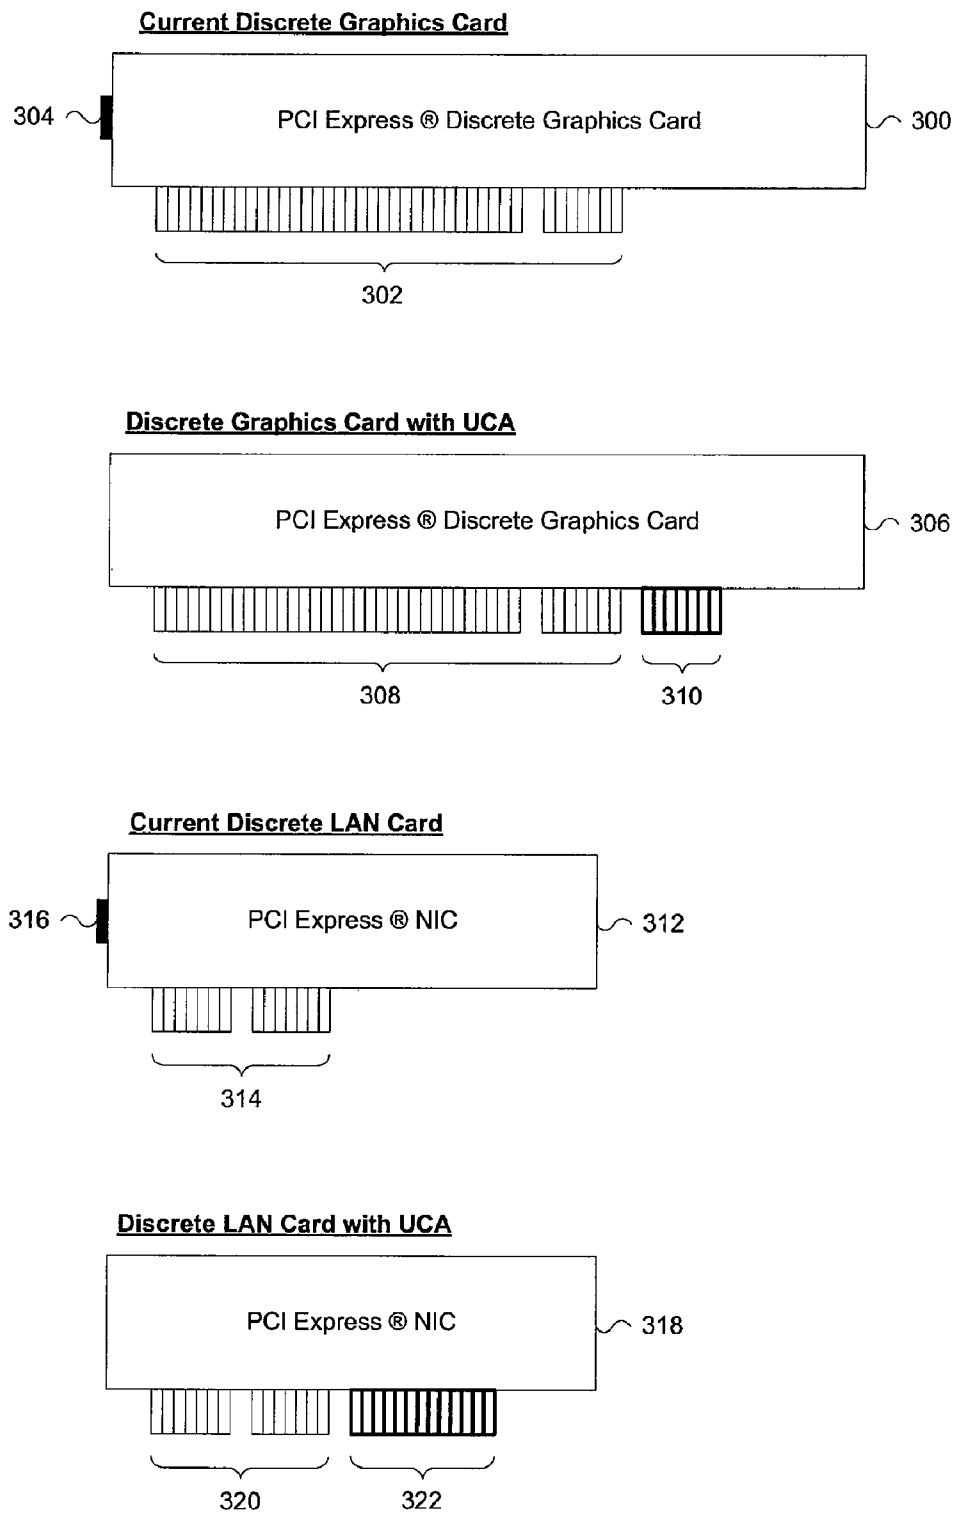 Current Discrete Graphics Card
304
PCI Express ® Discrete Graphics Card
300
302
Discrete Graphics Card with UCA
PCI Express ® Discrete Graphics Card
306
308
310
Current Discrete LAN Card
316
PCI Express ® NIC
312
314
Discrete LAN Card with UCA
PCI Express ® NIC
318
320
322